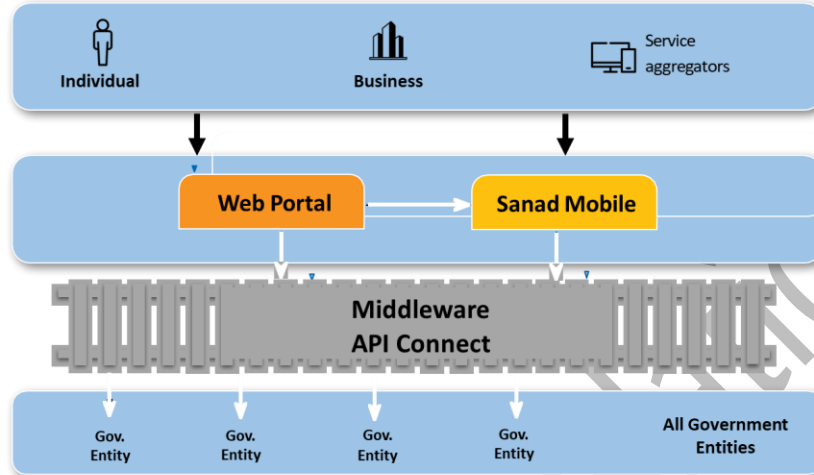 Individual
Business
Service
aggregators
Web Portal
Sanad Mobile
Middleware
API Connect
Gov.
Entity
Gov.
Entity
Gov.
Entity
Gov.
Entity
All Government
Entities